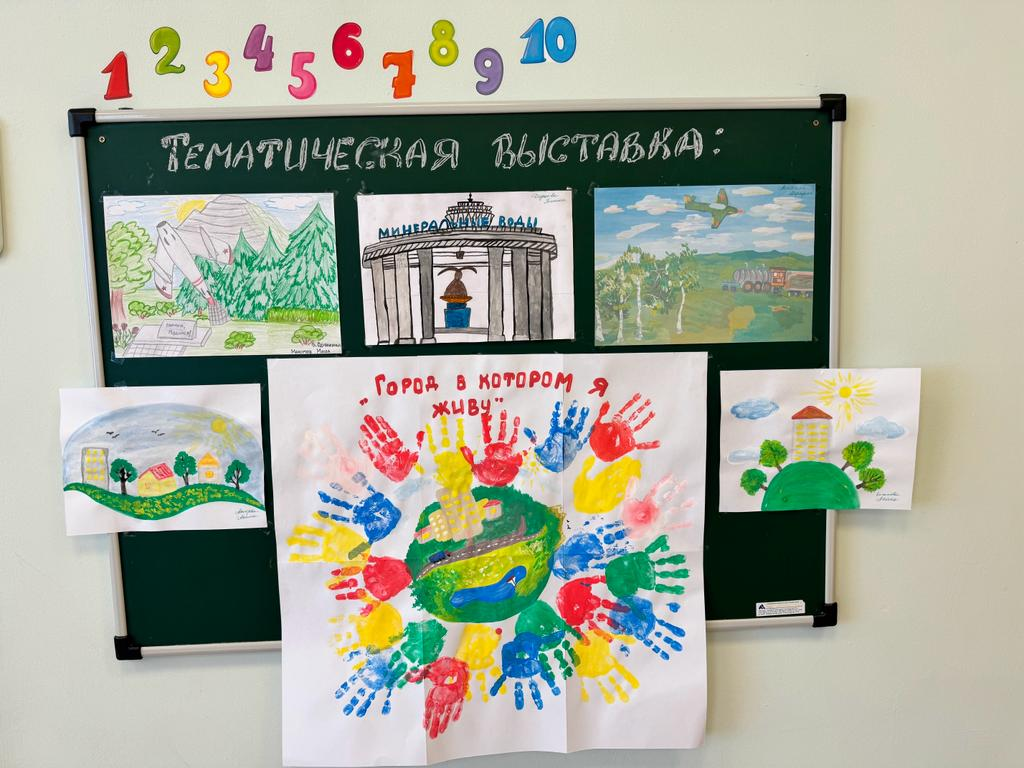 1 2 3 4 5 6 7 8 9 10
ТЕМАТИЧЕСКАЯ ВЫСТАВКА:
МИНЕРАЛЬНЫЕ ВОДЫ
"ГОРОД В КОТОРОМ Я
ЖИВУ"